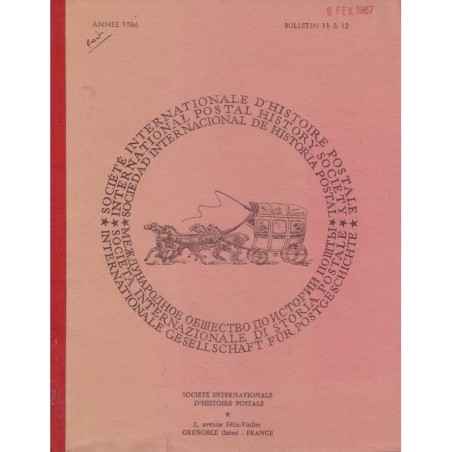 ANNÉE 1966
BULLETIN 11 & 12
6 FEV. 1967
★ SOCIÉTÉ INTERNATIONALE D'HISTOIRE POSTALE
★ INTERNATIONAL POSTAL HISTORY SOCIETY
★ SOCIEDAD INTERNACIONAL DE HISTORIA POSTAL
★ МЕЖДУНАРОДНОЕ ОБЩЕСТВО ПО ИСТОРИИ ПОШТЫ
★ SOCIETÀ INTERNAZIONALE DI STORIA POSTALE
★ INTERNATIONALE GESELLSCHAFT FÜR POSTGESCHICHTE
SOCIÉTÉ INTERNATIONALE
D'HISTOIRE POSTALE
★
2, avenue Félix-Viallet
GRENOBLE (Isère) - FRANCE